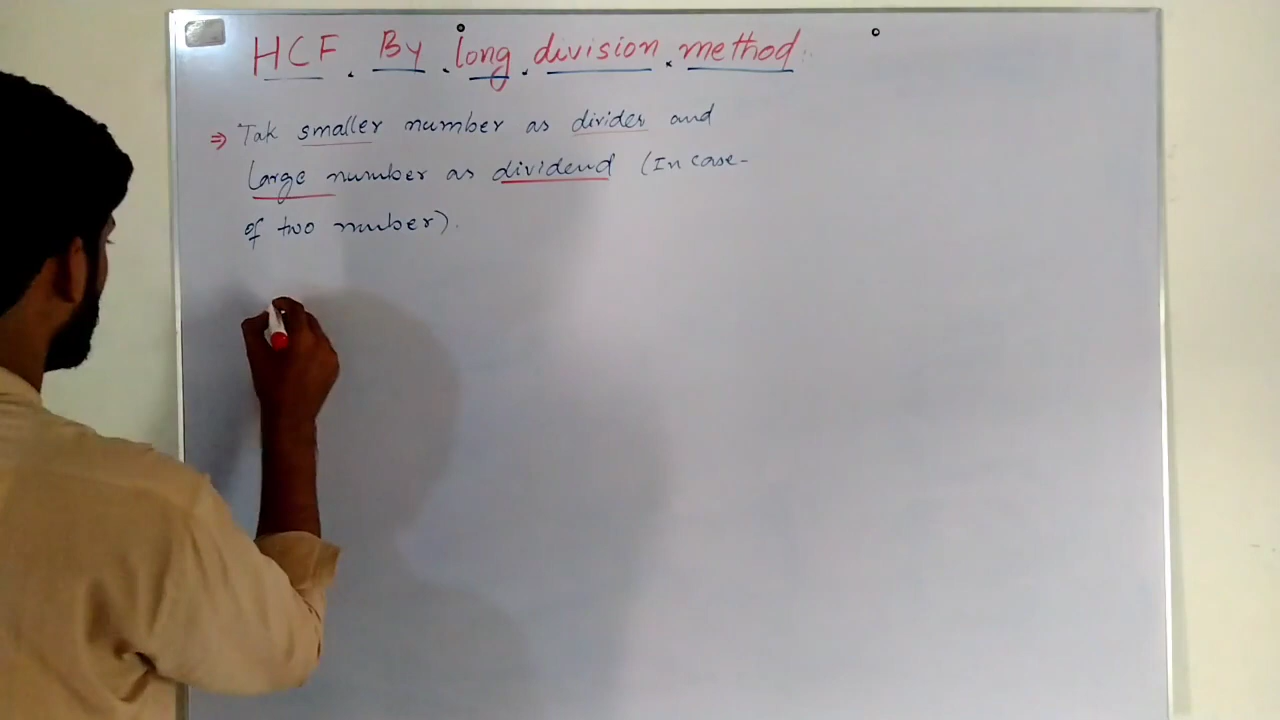 HCF By long division method
⇒ Tak smaller number as divider and
large number as dividend (In case-
of two number).